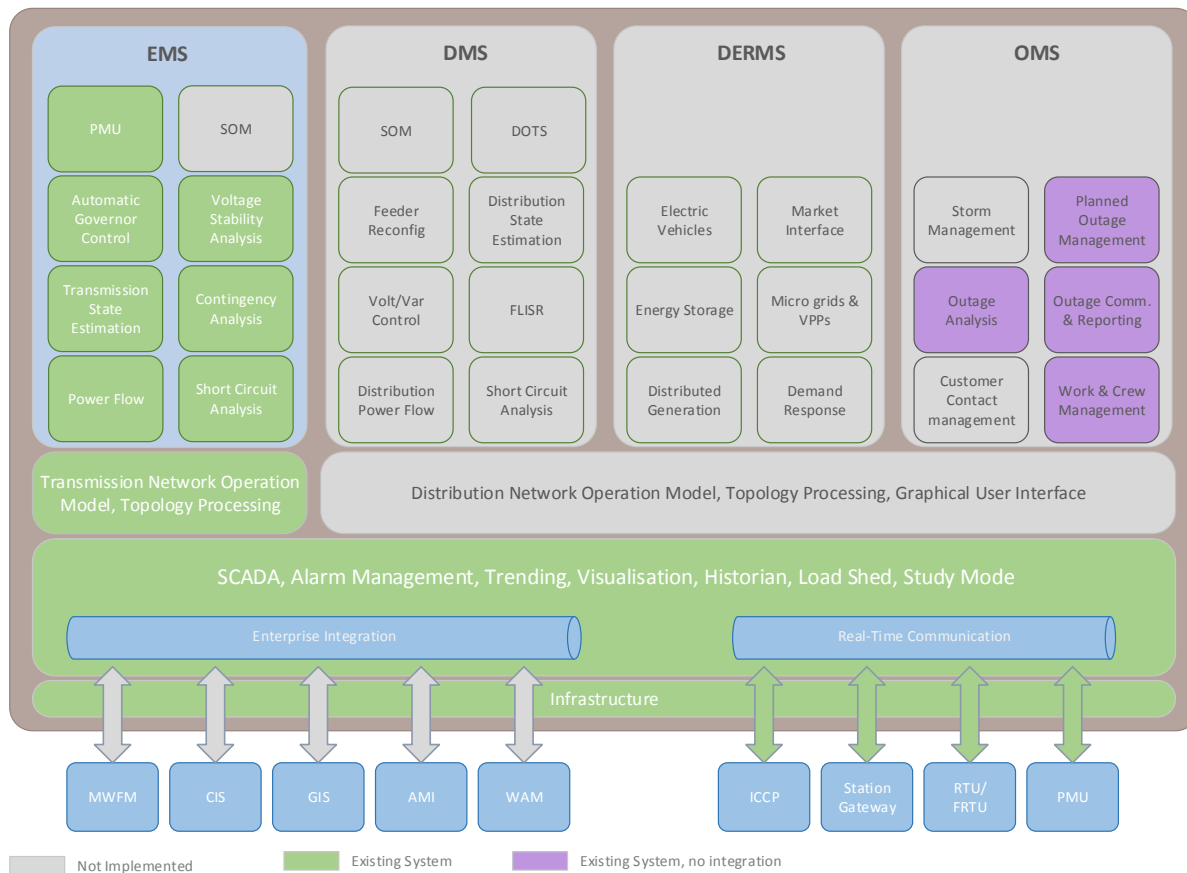 EMS
DMS
DERMS
OMS
PMU
SOM
Automatic
Governor
Control
Voltage
Stability
Analysis
Transmission
State
Estimation
Contingency
Analysis
Power Flow
Short Circuit
Analysis
SOM
DOTS
Feeder
Reconfig
Distribution
State
Estimation
Volt/Var
Control
FLISR
Distribution
Power Flow
Short Circuit
Analysis
Electric
Vehicles
Market
Interface
Energy Storage
Micro grids &
VPPs
Distributed
Generation
Demand
Response
Storm
Management
Planned
Outage
Management
Outage
Analysis
Outage Comm.
& Reporting
Customer
Contact
management
Work & Crew
Management
Transmission Network Operation
Model, Topology Processing
Distribution Network Operation Model, Topology Processing, Graphical User Interface
SCADA, Alarm Management, Trending, Visualisation, Historian, Load Shed, Study Mode
Enterprise Integration
Real-Time Communication
Infrastructure
MWFM
CIS
GIS
AMI
WAM
ICCP
Station
Gateway
RTU/
FRTU
PMU
Not Implemented
Existing System
Existing System, no integration